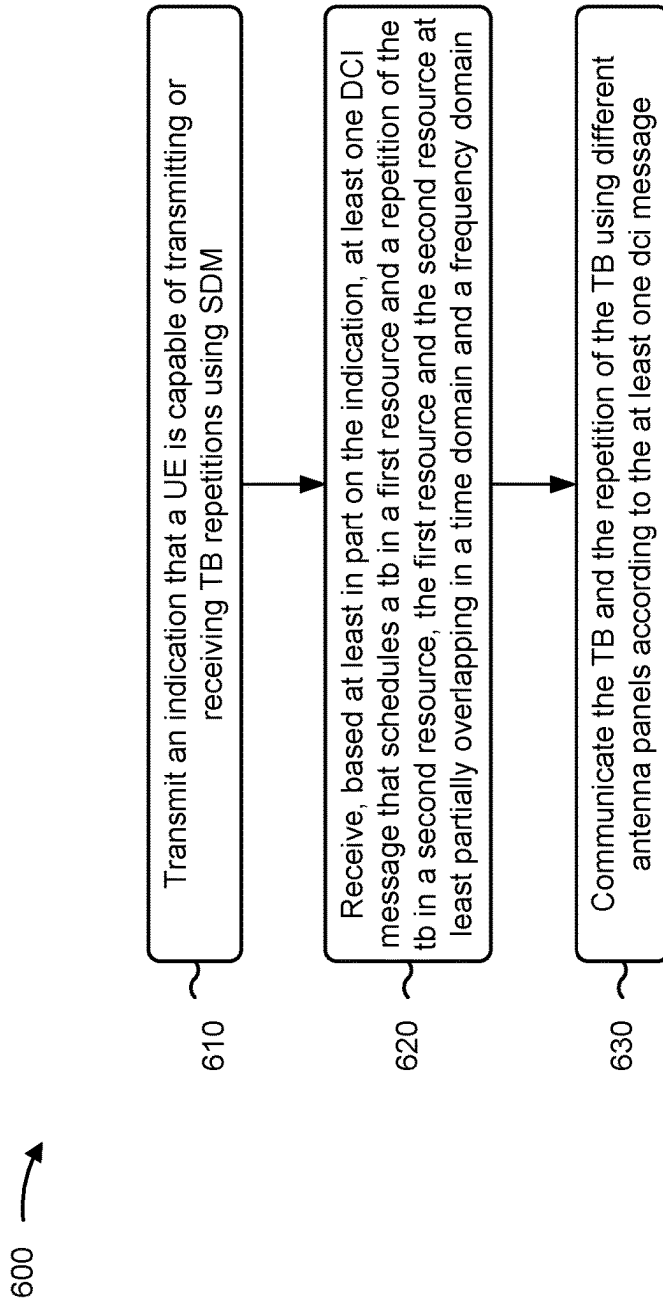 600
610
Transmit an indication that a UE is capable of transmitting or
receiving TB repetitions using SDM
620
Receive, based at least in part on the indication, at least one DCI
message that schedules a tb in a first resource and a repetition of the
tb in a second resource, the first resource and the second resource at
least partially overlapping in a time domain and a frequency domain
630
Communicate the TB and the repetition of the TB using different
antenna panels according to the at least one dci message